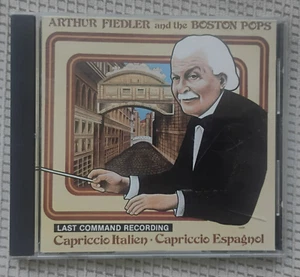 ARTHUR FIEDLER and the BOSTON POPS
LAST COMMAND RECORDING
Capriccio Italien · Capriccio Espagnol